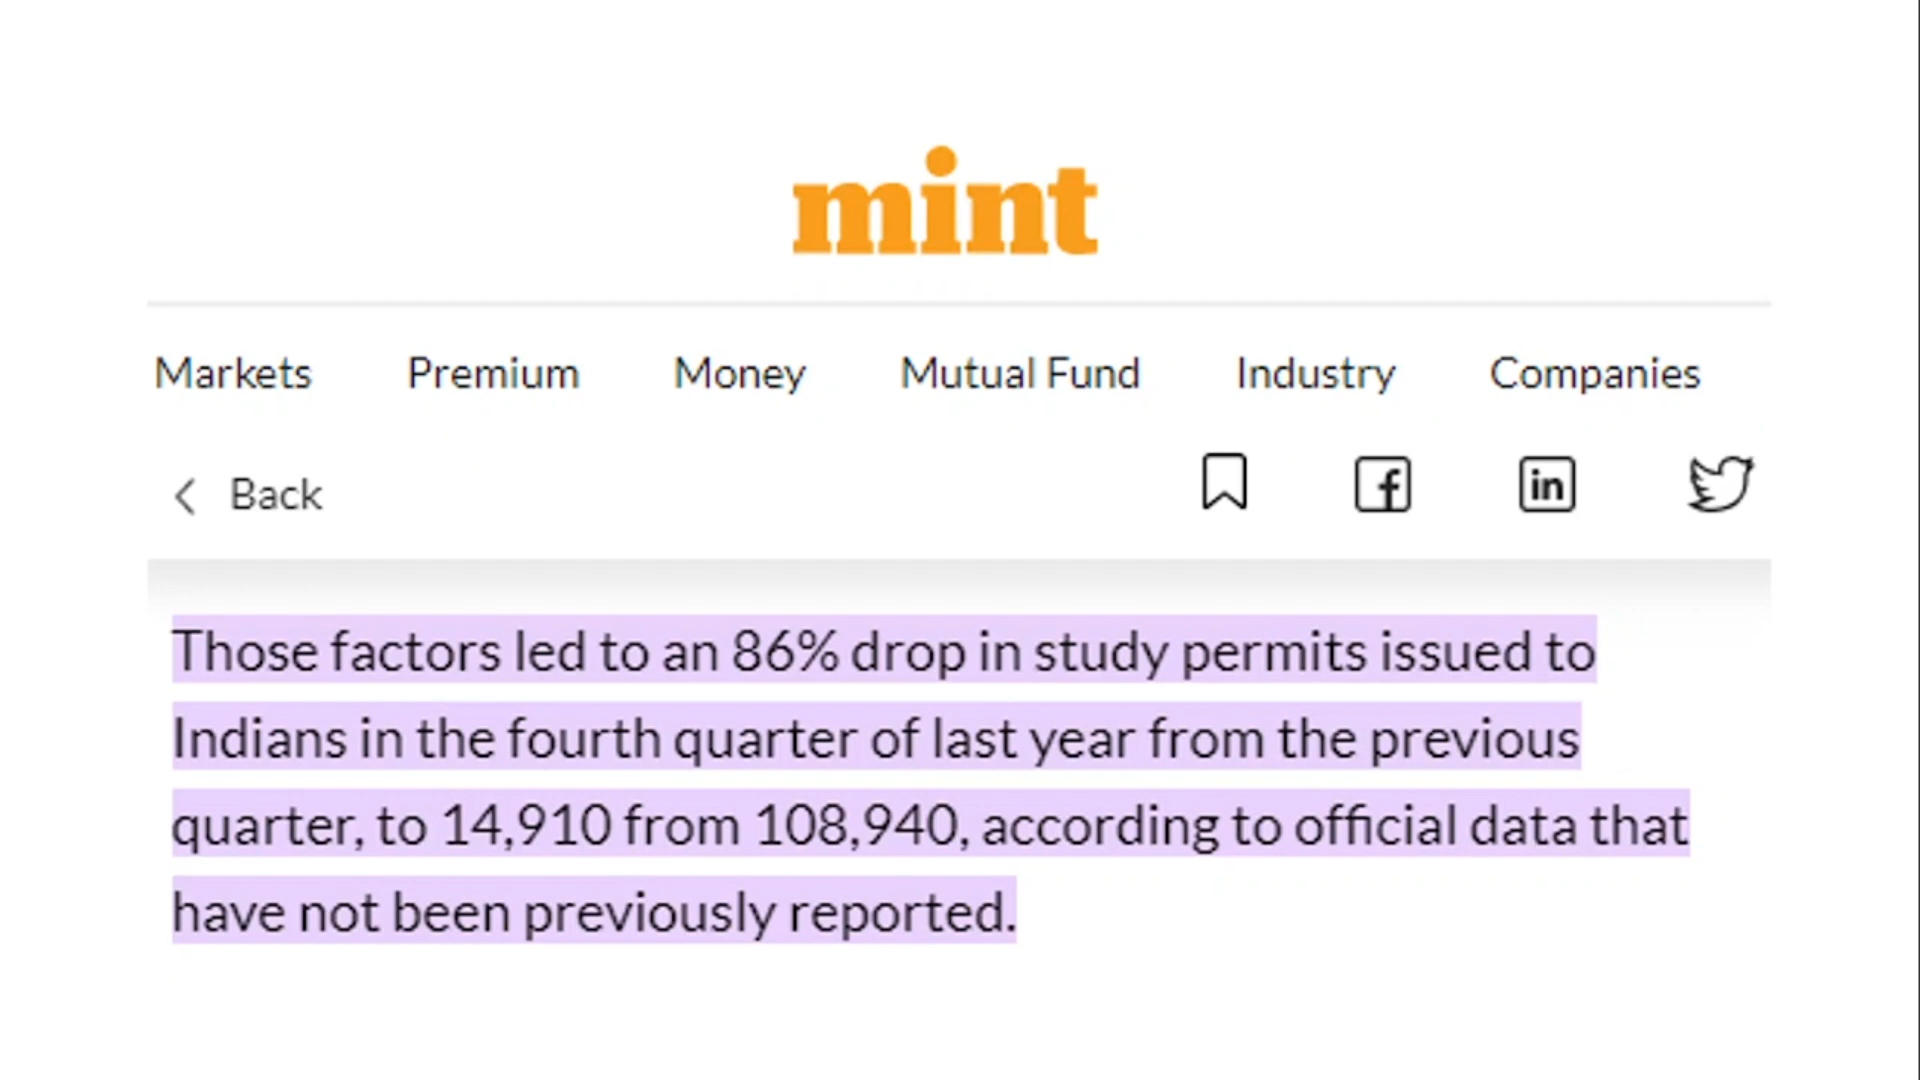 mint
Markets Premium Money Mutual Fund Industry Companies
Back
Those factors led to an 86% drop in study permits issued to
Indians in the fourth quarter of last year from the previous
quarter, to 14,910 from 108,940, according to official data that
have not been previously reported.